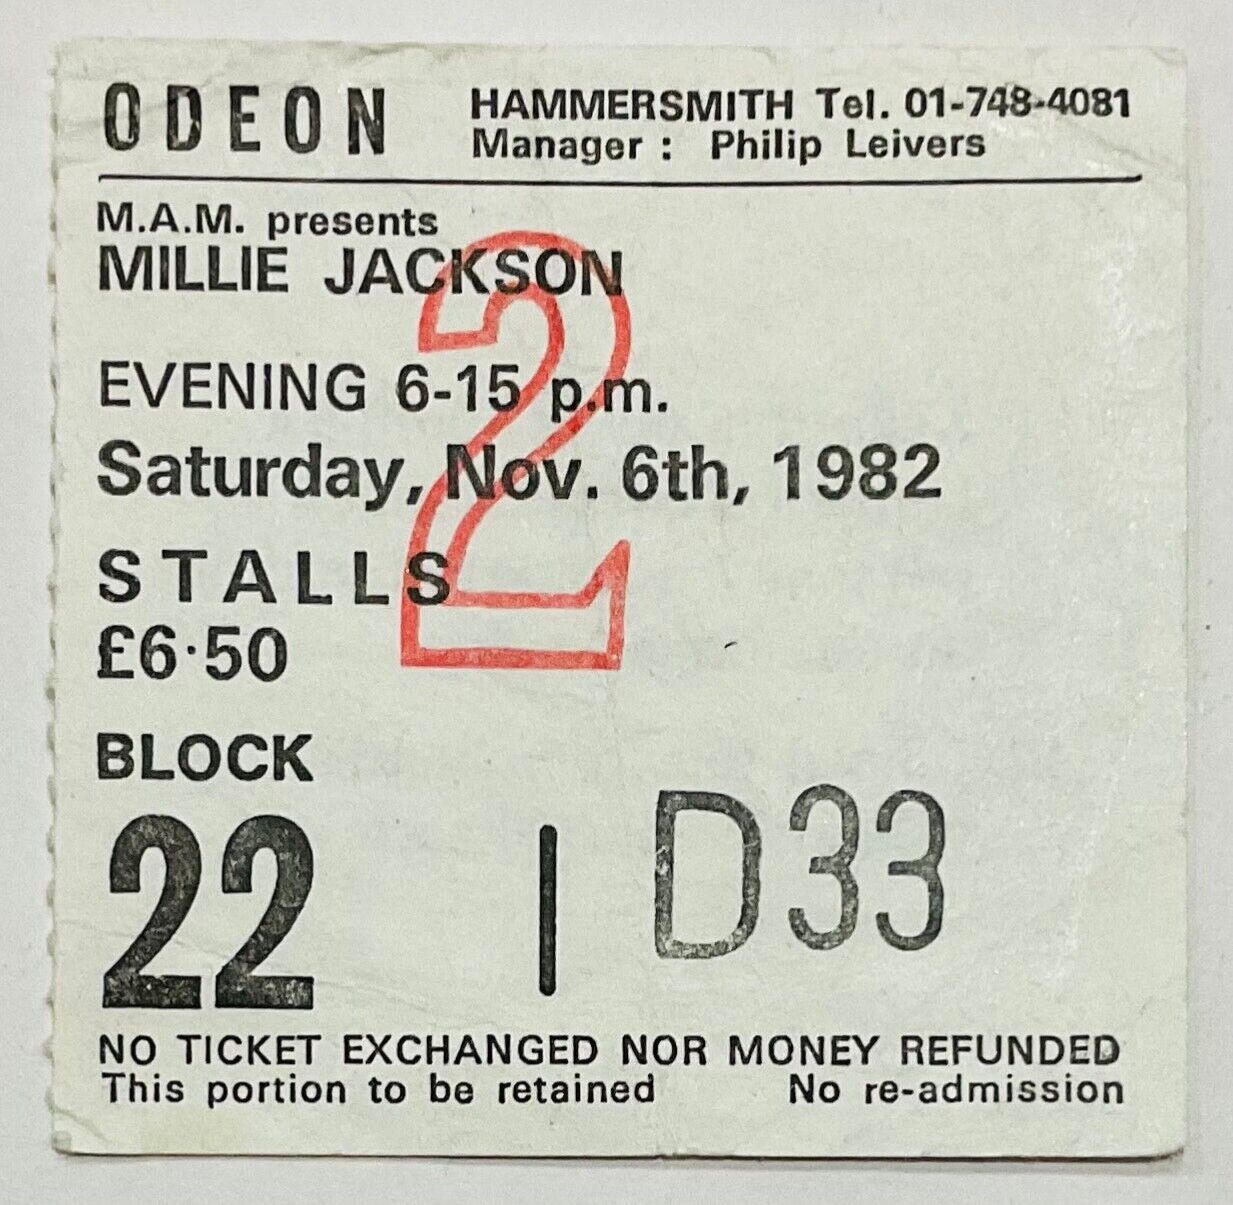 ODEON HAMMERSMITH Tel. 01-748-4081
Manager : Philip Leivers
M.A.M. presents
MILLIE JACKSON
2
EVENING 6-15 p.m.
Saturday, Nov. 6th, 1982
STALLS
£6·50
BLOCK
22 | D33
NO TICKET EXCHANGED NOR MONEY REFUNDED
This portion to be retained No re-admission